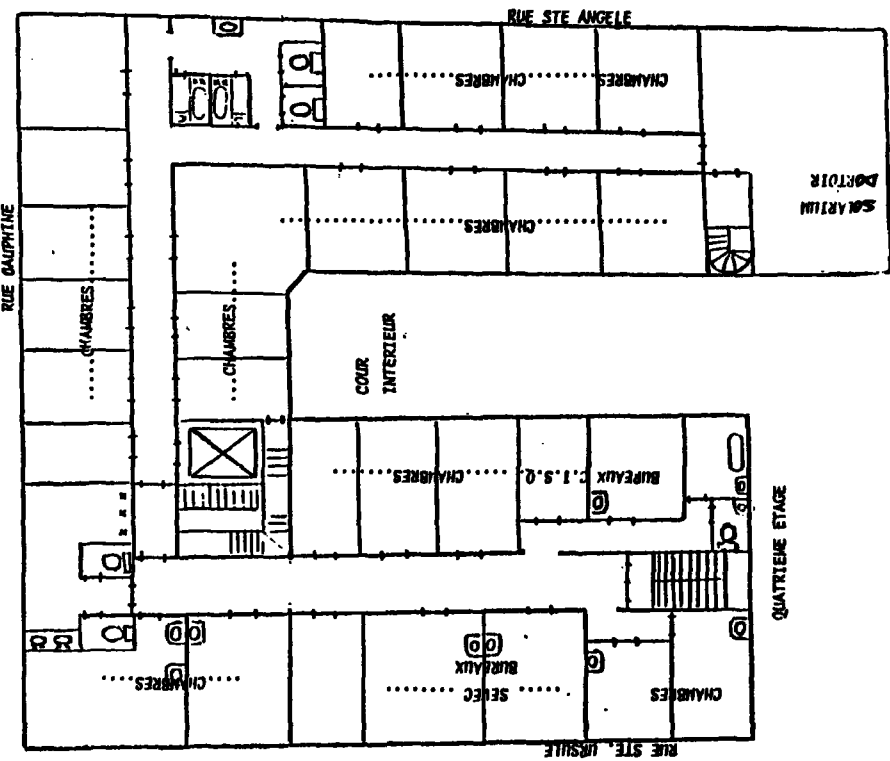 RUE STE ANGELE
CHAMBRES
CHAMBRES
DORTOIR
SOLARIUM
RUE DAUPHINE
CHAMBRES
CHAMBRES
CHAMBRES
COUR
INTERIEUR
CHAMBRES
BUREAUX C.I.S.Q.
QUATRIEME ETAGE
CHAMBRES
BUREAUX
SEVEC
CHAMBRES
RUE STE. URSULE